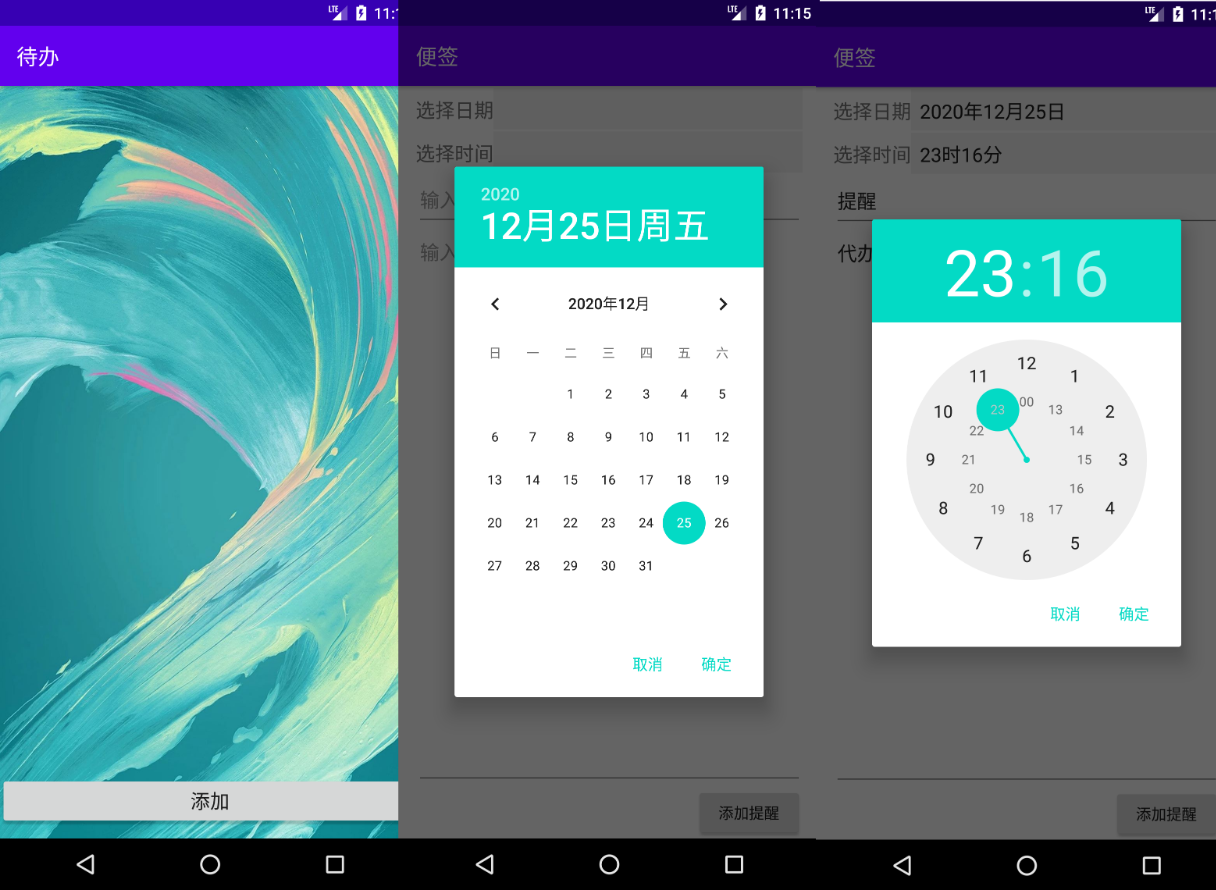 LTE 11:1
待办
添加
LTE 11:15
便签
选择日期
选择时间
输入
输入
2020
12月25日周五
2020年12月
日 一 二 三 四 五 六
1 2 3 4 5
6 7 8 9 10 11 12
13 14 15 16 17 18 19
20 21 22 23 24 25 26
27 28 29 30 31
取消 确定
添加提醒
LTE 11:1
便签
选择日期 2020年12月25日
选择时间 23时16分
提醒
代办
23:16
12
11 1
00
10 23 13 2
22 14
9 21 15 3
20 16
8 19 17 4
18
7 5
6
取消 确定
添加提醒